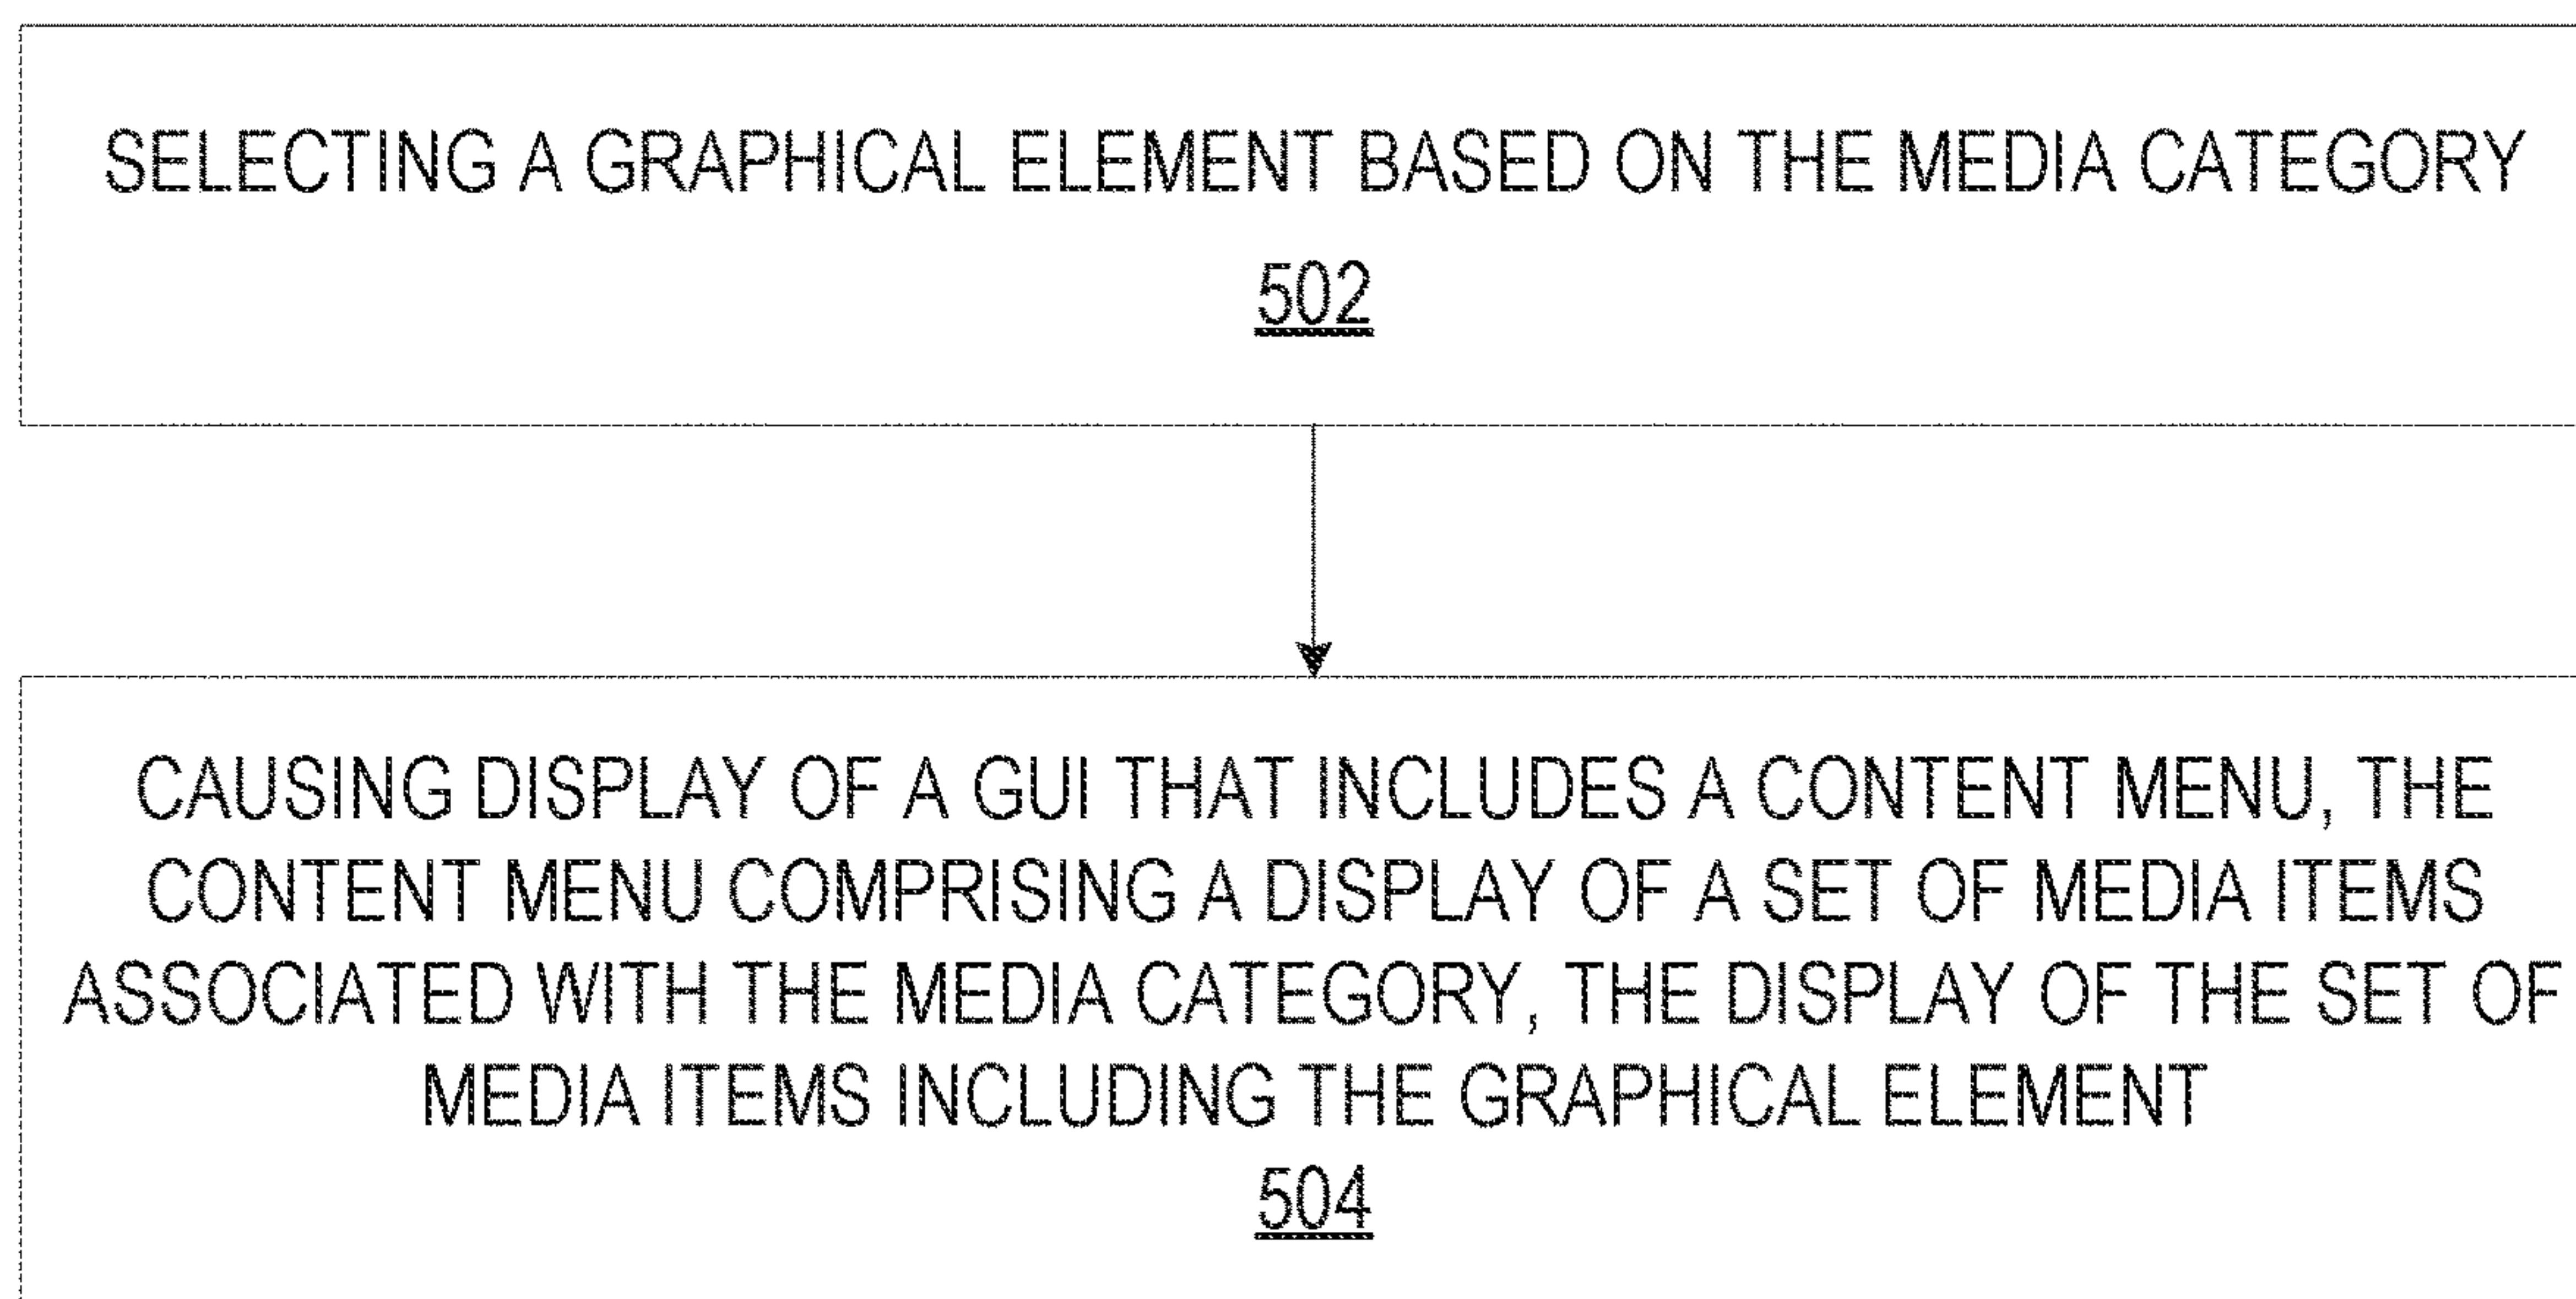 SELECTING A GRAPHICAL ELEMENT BASED ON THE MEDIA CATEGORY
502
CAUSING DISPLAY OF A GUI THAT INCLUDES A CONTENT MENU, THE
CONTENT MENU COMPRISING A DISPLAY OF A SET OF MEDIA ITEMS
ASSOCIATED WITH THE MEDIA CATEGORY, THE DISPLAY OF THE SET OF
MEDIA ITEMS INCLUDING THE GRAPHICAL ELEMENT
504